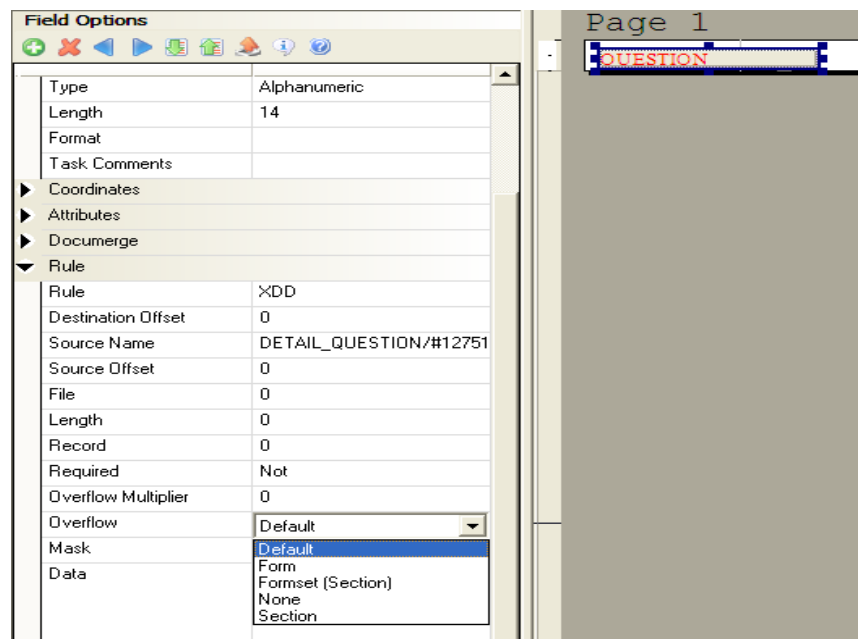 Field Options
Type Alphanumeric
Length 14
Format
Task Comments
Coordinates
Attributes
Documerge
Rule
Rule XDD
Destination Offset 0
Source Name DETAIL_QUESTION/#12751
Source Offset 0
File 0
Length 0
Record 0
Required Not
Overflow Multiplier 0
Overflow Default
Mask Default
Form
Data Formset (Section)
None
Section
Page 1
QUESTION